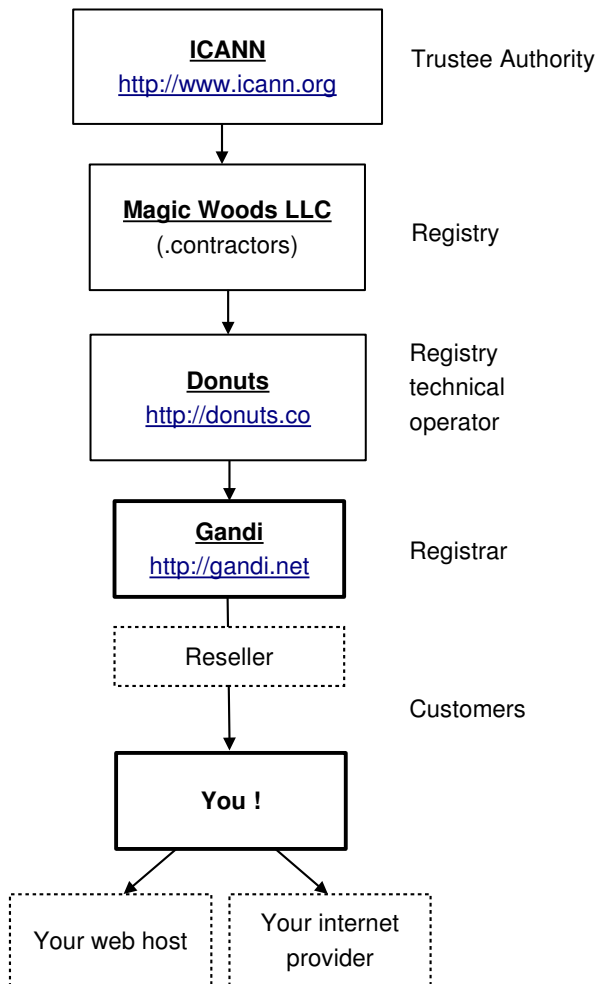 ICANN
http://www.icann.org
Trustee Authority
Magic Woods LLC
(.contractors)
Registry
Donuts
http://donuts.co
Registry
technical
operator
Gandi
http://gandi.net
Registrar
Reseller
Customers
You !
Your web host
Your internet
provider